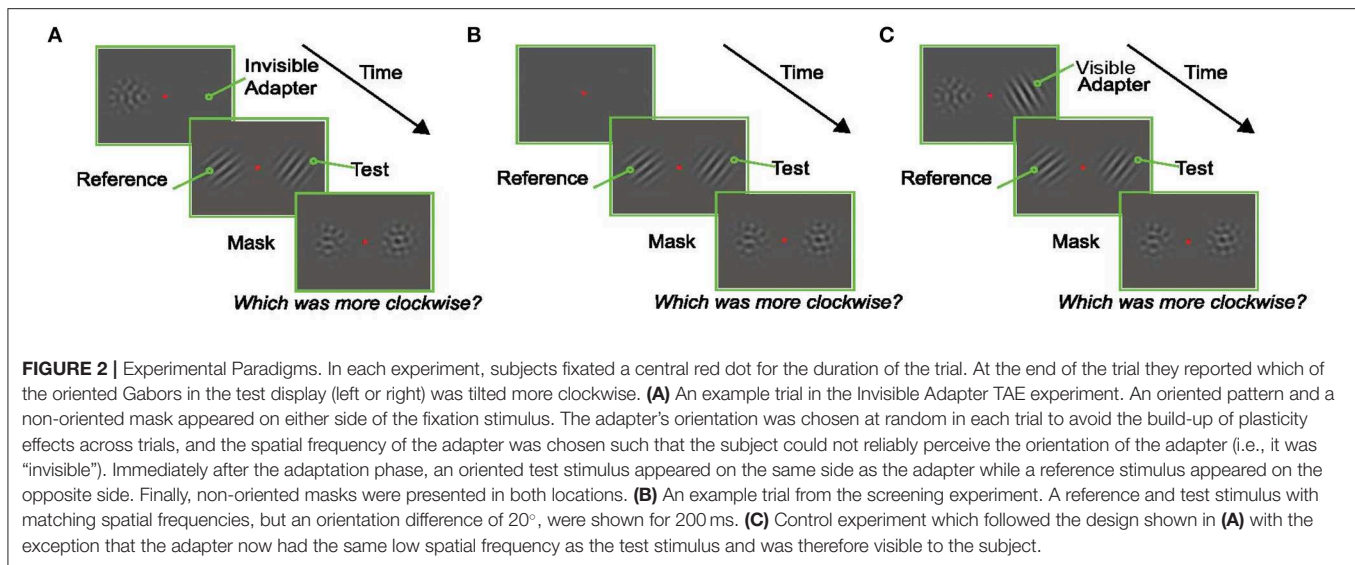 A
Invisible
Adapter
Time
Reference
Test
Mask
Which was more clockwise?
B
Time
Reference
Test
Mask
Which was more clockwise?
C
Visible
Adapter
Time
Reference
Test
Mask
Which was more clockwise?
FIGURE 2 | Experimental Paradigms. In each experiment, subjects fixated a central red dot for the duration of the trial. At the end of the trial they reported which of
the oriented Gabors in the test display (left or right) was tilted more clockwise. (A) An example trial in the Invisible Adapter TAE experiment. An oriented pattern and a
non-oriented mask appeared on either side of the fixation stimulus. The adapter's orientation was chosen at random in each trial to avoid the build-up of plasticity
effects across trials, and the spatial frequency of the adapter was chosen such that the subject could not reliably perceive the orientation of the adapter (i.e., it was
"invisible"). Immediately after the adaptation phase, an oriented test stimulus appeared on the same side as the adapter while a reference stimulus appeared on the
opposite side. Finally, non-oriented masks were presented in both locations. (B) An example trial from the screening experiment. A reference and test stimulus with
matching spatial frequencies, but an orientation difference of 20°, were shown for 200 ms. (C) Control experiment which followed the design shown in (A) with the
exception that the adapter now had the same low spatial frequency as the test stimulus and was therefore visible to the subject.